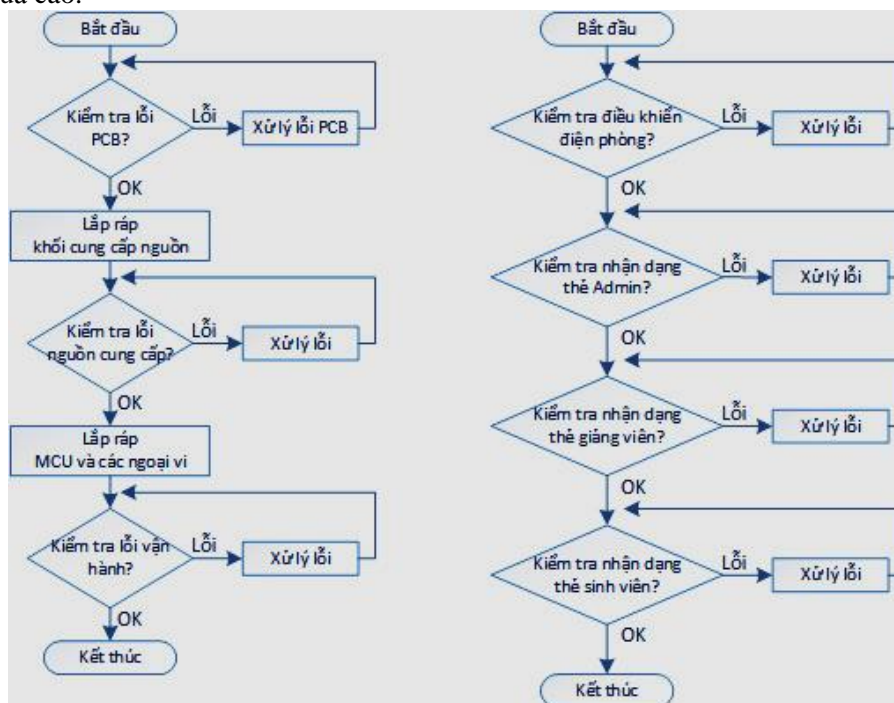 Bắt đầu
Kiểm tra lỗi
PCB?
Lỗi
Xử lý lỗi PCB
OK
Lắp ráp
khối cung cấp nguồn
Kiểm tra lỗi
nguồn cung cấp?
Lỗi
Xử lý lỗi
OK
Lắp ráp
MCU và các ngoại vi
Kiểm tra lỗi vận
hành?
Lỗi
Xử lý lỗi
OK
Kết thúc
Bắt đầu
Kiểm tra điều khiển
điện phòng?
Lỗi
Xử lý lỗi
OK
Kiểm tra nhận dạng
thẻ Admin?
Lỗi
Xử lý lỗi
OK
Kiểm tra nhận dạng
thẻ giảng viên?
Lỗi
Xử lý lỗi
OK
Kiểm tra nhận dạng
thẻ sinh viên?
Lỗi
Xử lý lỗi
OK
Kết thúc